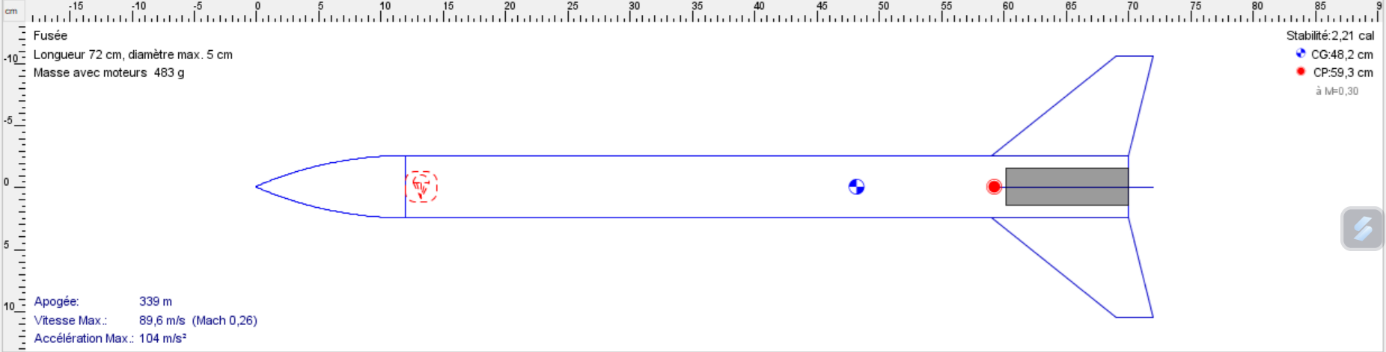 cm
-15 -10 -5 0 5 10 15 20 25 30 35 40 45 50 55 60 65 70 75 80 85 9
Fusée
Longueur 72 cm, diamètre max. 5 cm
Masse avec moteurs 483 g
Stabilité:2,21 cal
CG:48,2 cm
CP:59,3 cm
à M=0,30
-10
-5
0
5
10
Apogée: 339 m
Vitesse Max.: 89,6 m/s (Mach 0,26)
Accélération Max.: 104 m/s²